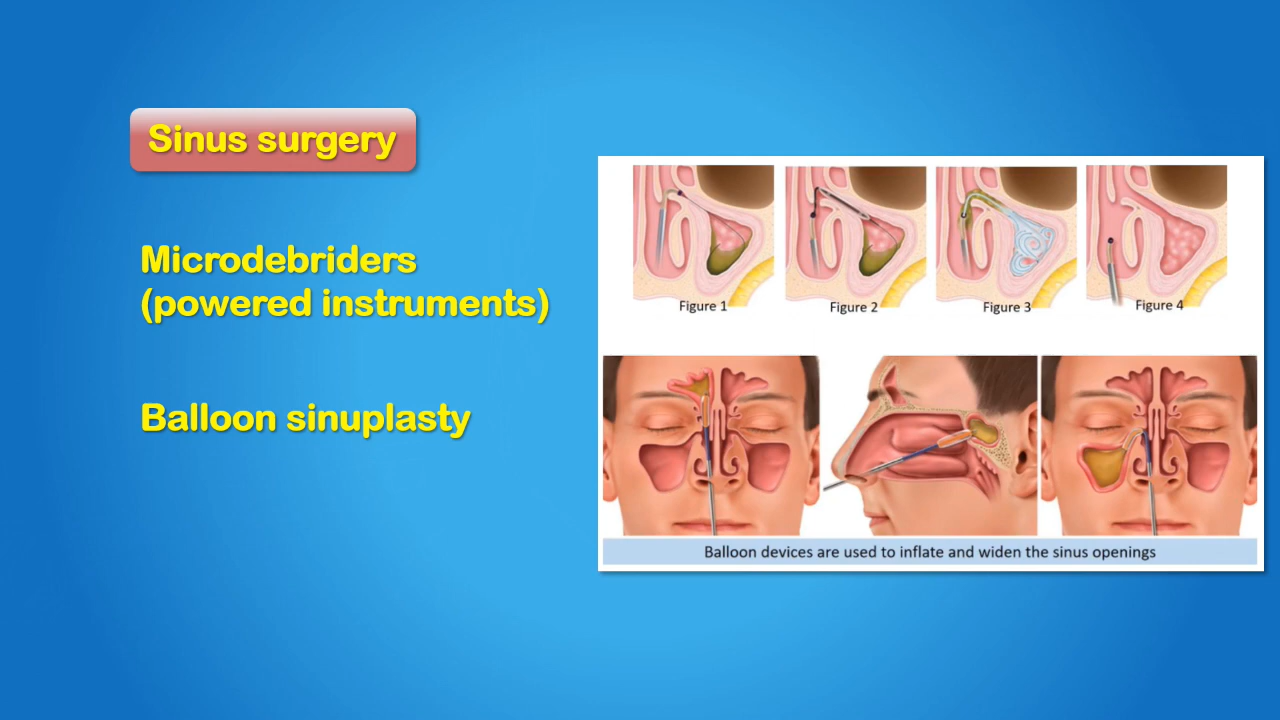 Sinus surgery
Microdebriders
(powered instruments)
Balloon sinuplasty
Figure 1
Figure 2
Figure 3
Figure 4
Balloon devices are used to inflate and widen the sinus openings